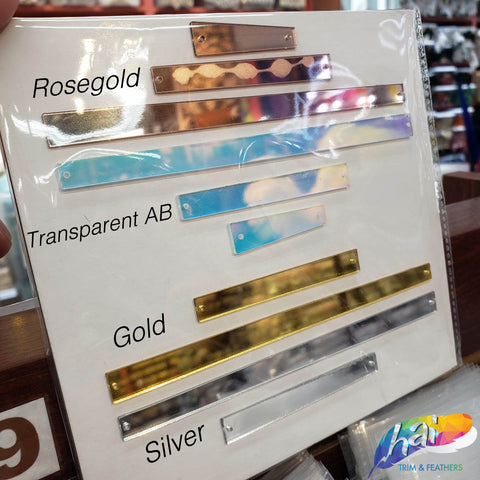 Rosegold
Transparent AB
Gold
Silver
9
hai
TRIM & FEATHERS